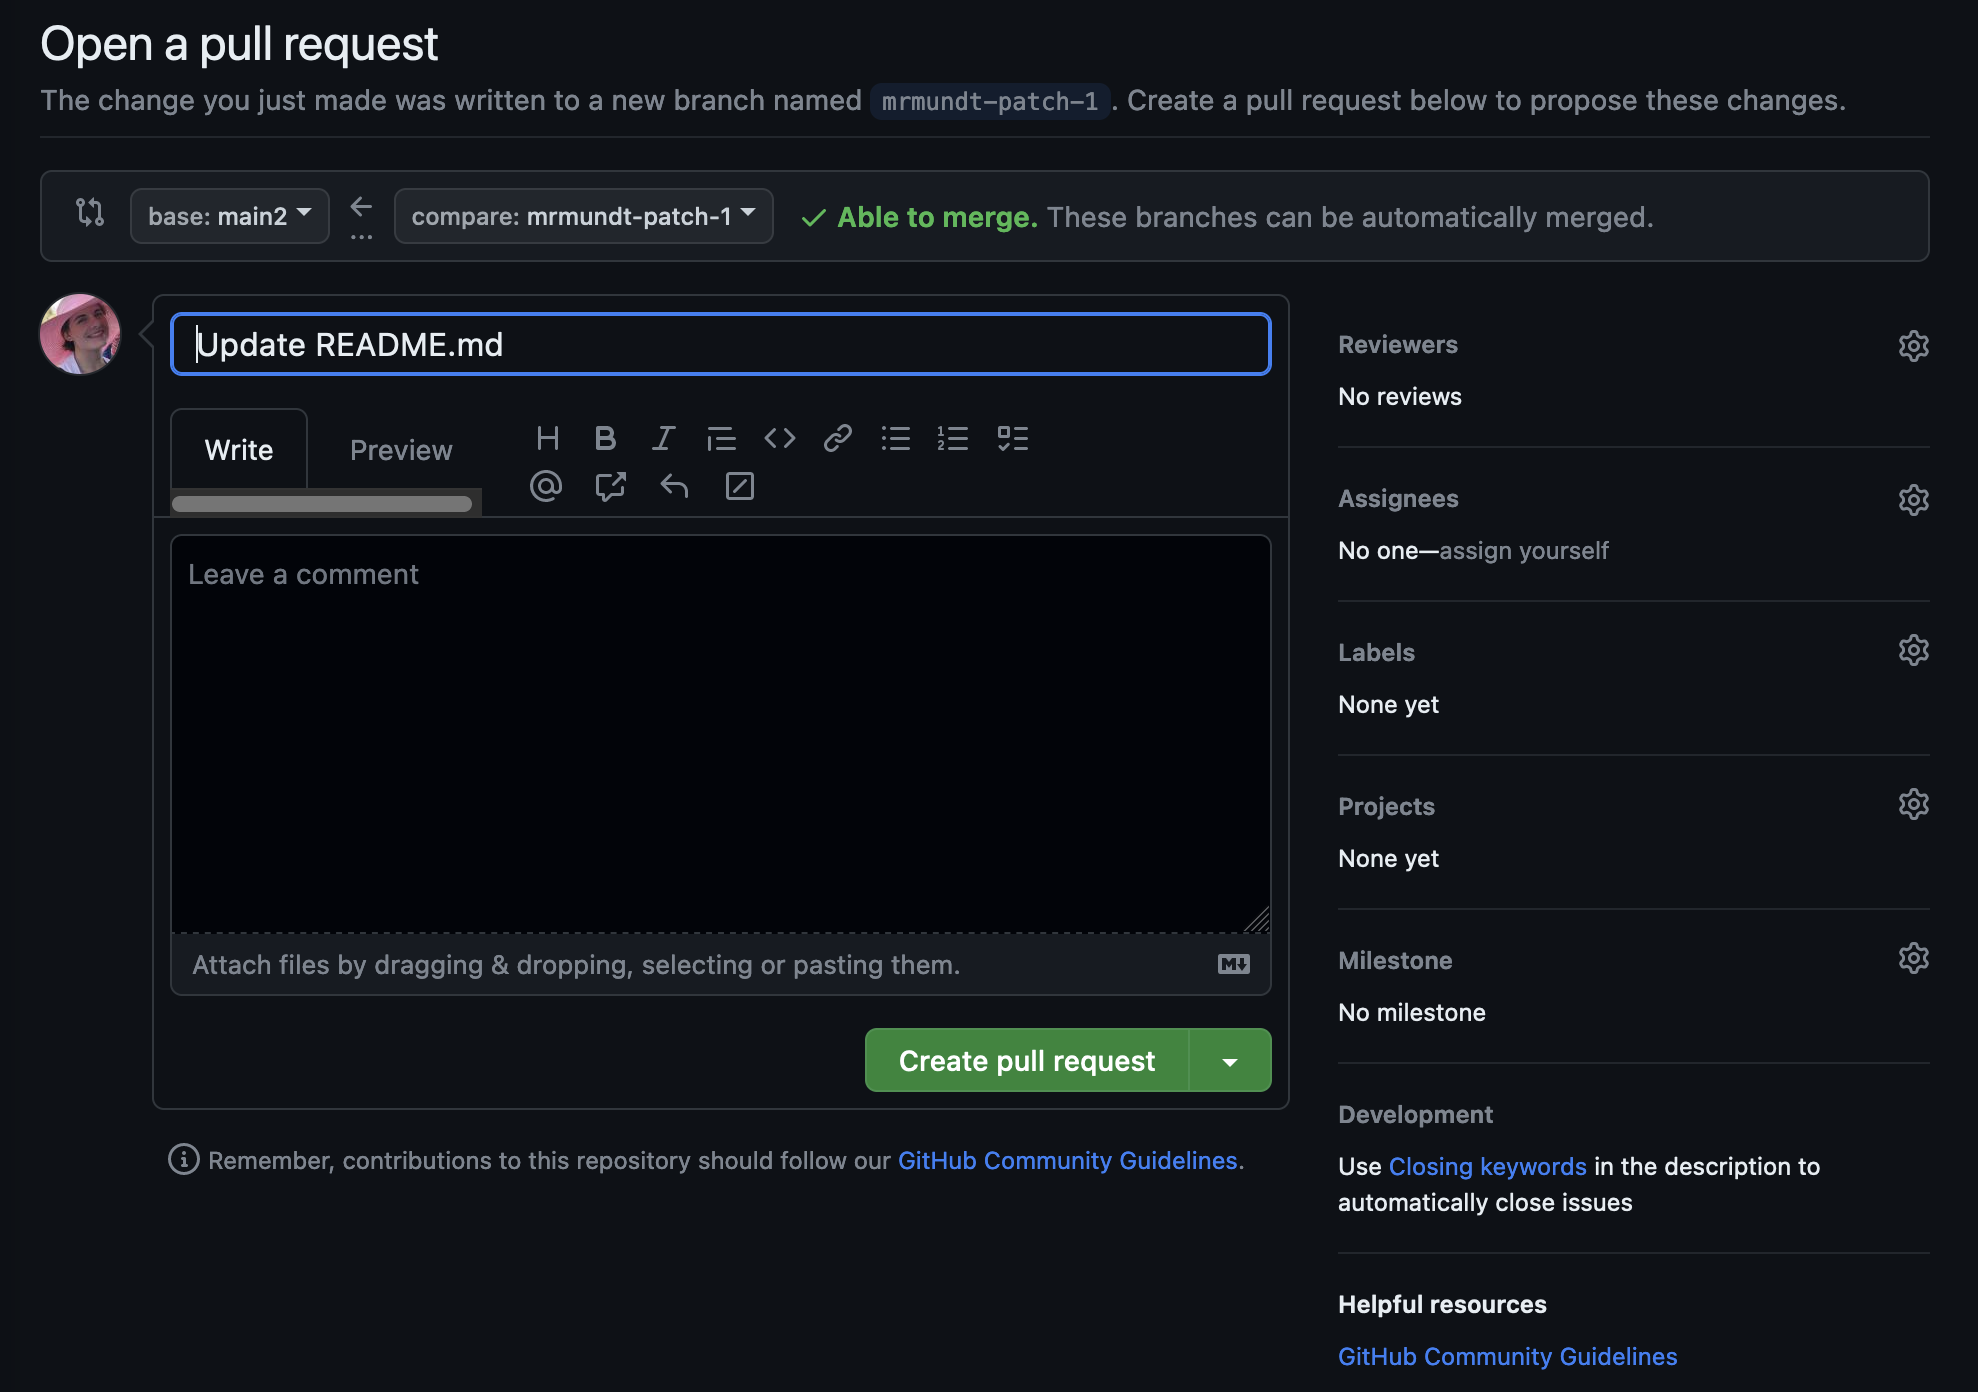 Open a pull request
The change you just made was written to a new branch named mrmundt-patch-1. Create a pull request below to propose these changes.
base: main2 ← compare: mrmundt-patch-1 Able to merge. These branches can be automatically merged.
...
Update README.md
Write Preview
Leave a comment
Attach files by dragging & dropping, selecting or pasting them.
Create pull request
Remember, contributions to this repository should follow our GitHub Community Guidelines.
Reviewers
No reviews
Assignees
No one—assign yourself
Labels
None yet
Projects
None yet
Milestone
No milestone
Development
Use Closing keywords in the description to
automatically close issues
Helpful resources
GitHub Community Guidelines